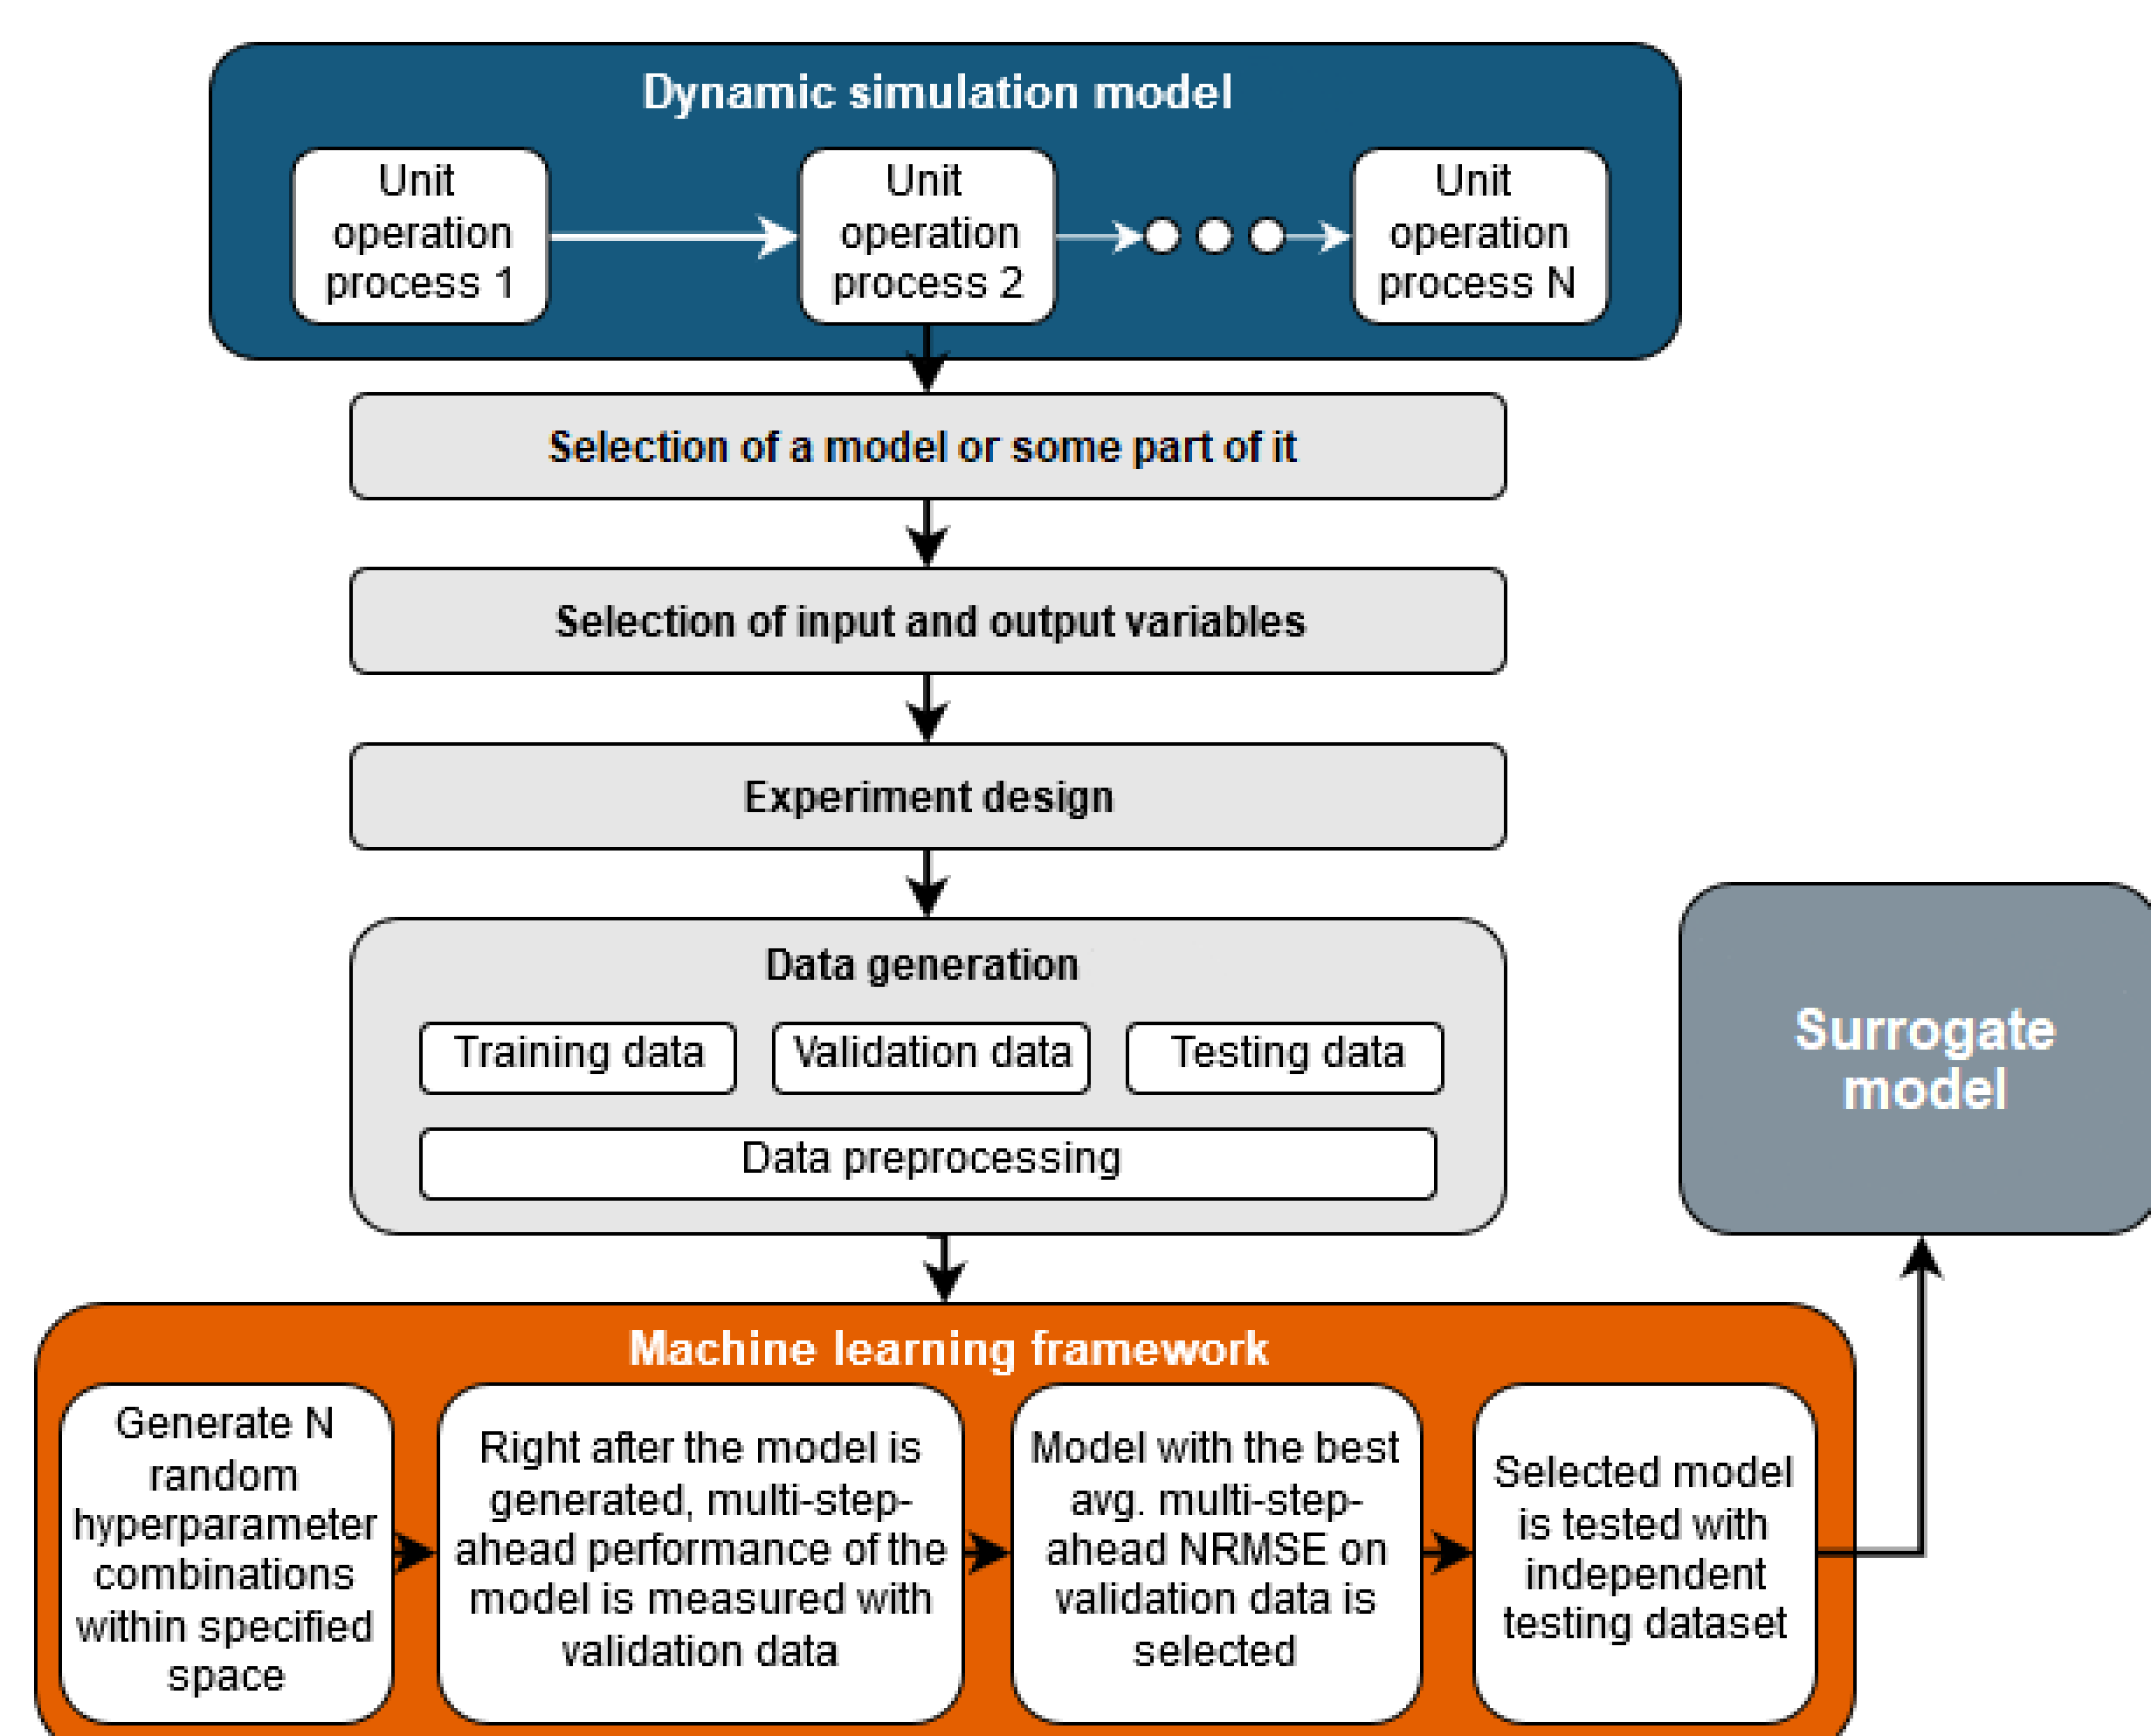 Dynamic simulation model
Unit
operation
process 1
Unit
operation
process 2
Unit
operation
process N
Selection of a model or some part of it
Selection of input and output variables
Experiment design
Data generation
Training data
Validation data
Testing data
Data preprocessing
Surrogate
model
Machine learning framework
Generate N
random
hyperparameter
combinations
within specified
space
Right after the model is
generated, multi-step-
ahead performance of the
model is measured with
validation data
Model with the best
avg. multi-step-
ahead NRMSE on
validation data is
selected
Selected model
is tested with
independent
testing dataset